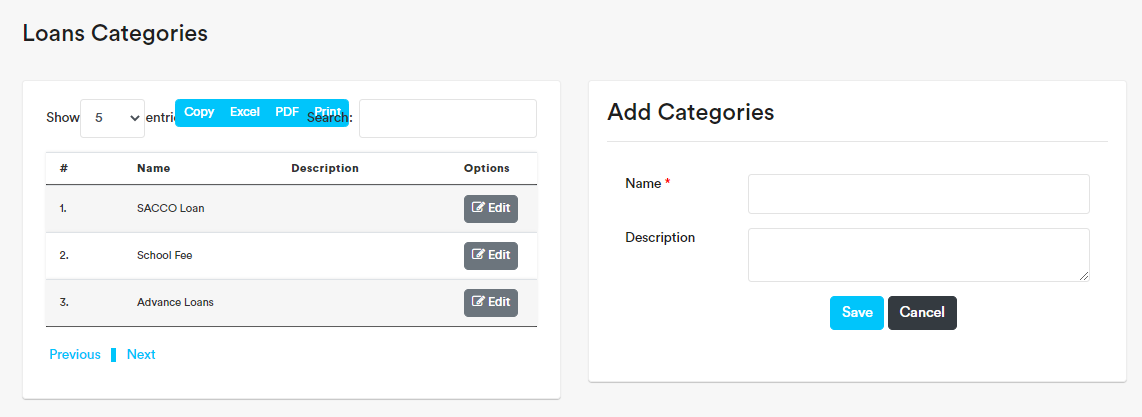 Loans Categories
Show 5 entri Copy Excel PDF Print Search:
# Name Description Options
1. SACCO Loan Edit
2. School Fee Edit
3. Advance Loans Edit
Previous Next
Add Categories
Name *
Description
Save Cancel